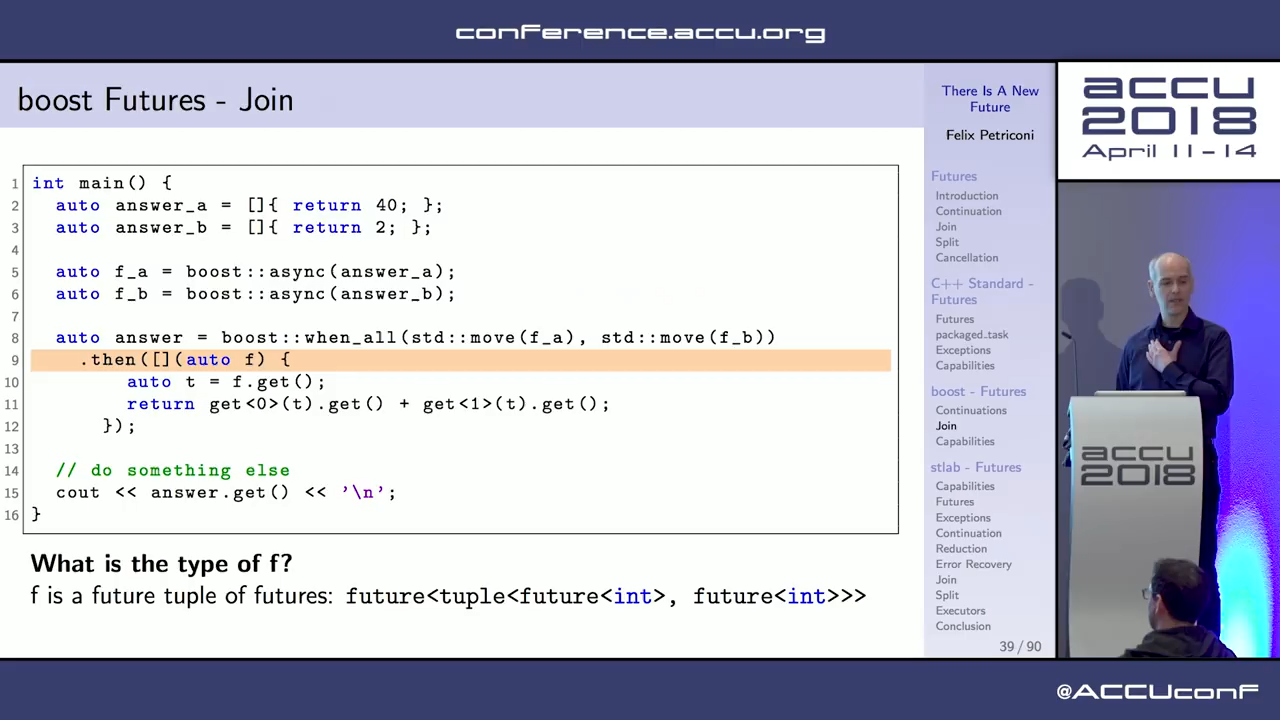 conference.accu.org
boost Futures - Join
1 int main() {
2 auto answer_a = []{ return 40; };
3 auto answer_b = []{ return 2; };
4
5 auto f_a = boost::async(answer_a);
6 auto f_b = boost::async(answer_b);
7
8 auto answer = boost::when_all(std::move(f_a), std::move(f_b))
9 .then([](auto f) {
10 auto t = f.get();
11 return get<0>(t).get() + get<1>(t).get();
12 });
13
14 // do something else
15 cout << answer.get() << '\n';
16 }
What is the type of f?
f is a future tuple of futures: future<tuple<future<int>, future<int>>>
There Is A New
Future
Felix Petriconi
Futures
Introduction
Continuation
Join
Split
Cancellation
C++ Standard -
Futures
Futures
packaged_task
Exceptions
Capabilities
boost - Futures
Continuations
Join
Capabilities
stlab - Futures
Capabilities
Futures
Exceptions
Continuation
Reduction
Error Recovery
Join
Split
Executors
Conclusion
39 / 90
accu
2018
April 11-14
accu
2018
@ACCUconf